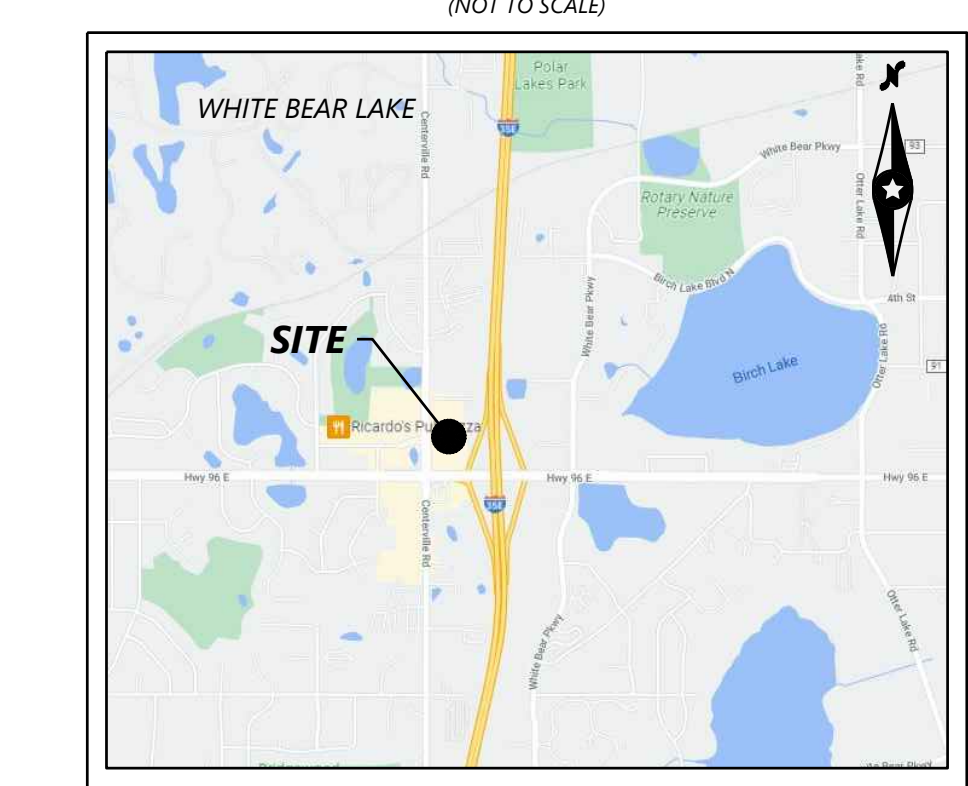 (NOT TO SCALE)
Polar
Lakes Park
WHITE BEAR LAKE
N
Centerville Rd
35E
White Bear Pkwy
93
Otter Lake Rd
Rotary Nature
Preserve
Birch Lake Blvd N
4th St
White Bear Pkwy
SITE
Birch Lake
Otter Lake Rd
91
Ricardo's Pu
zza
Hwy 96 E
Hwy 96 E
Hwy 96 E
35E
Centerville Rd
Otter Lake Rd
White Bear Pkwy